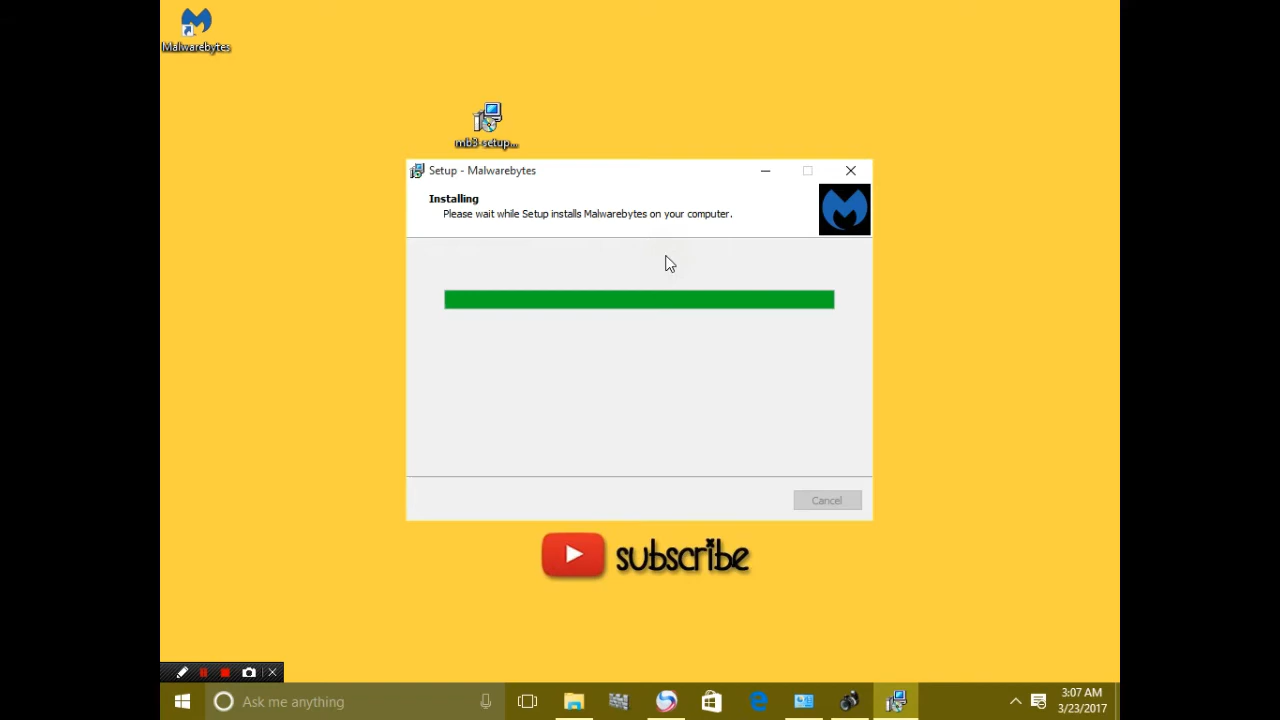 Malwarebytes
mb3-setup...
Setup - Malwarebytes
Installing
Please wait while Setup installs Malwarebytes on your computer.
Cancel
subscribe
Ask me anything
3:07 AM
3/23/2017